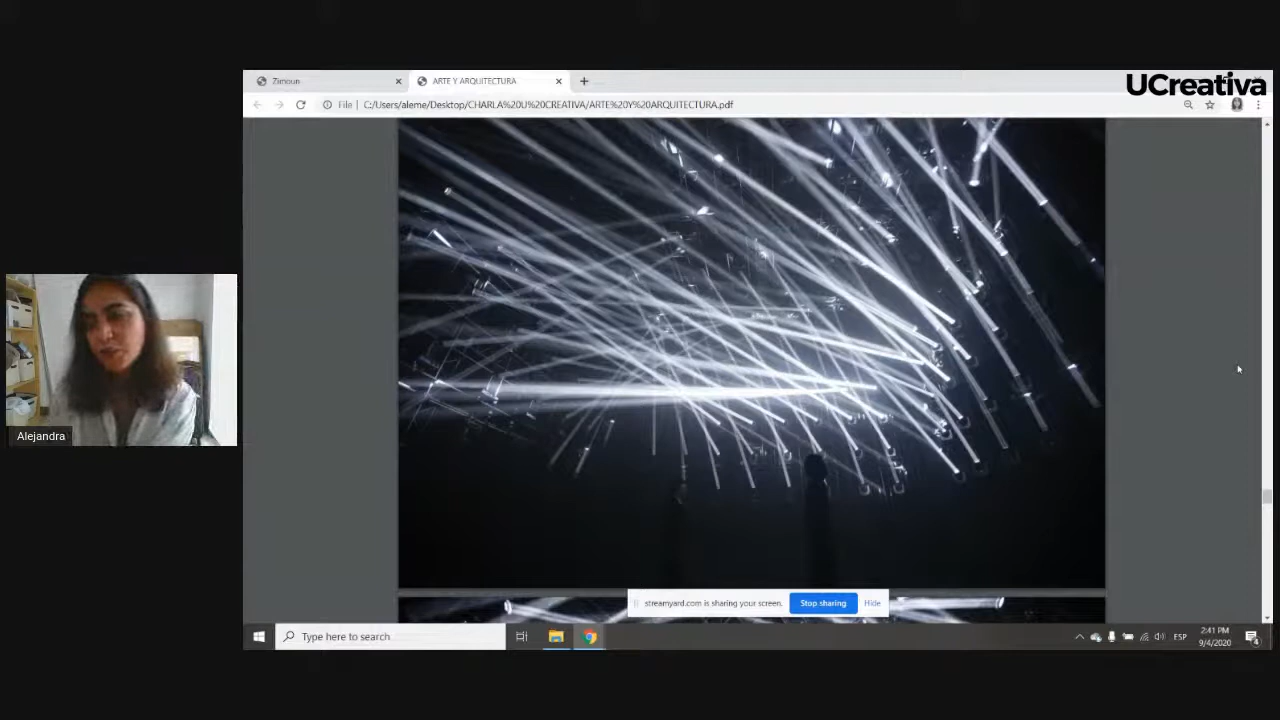 UCreativa
Zimoun
ARTE Y ARQUITECTURA
File
C:/Users/aleme/Desktop/CHARLA%20U%20CREATIVA/ARTE%20Y%20ARQUITECTURA.pdf
Alejandra
streamyard.com is sharing your screen.
Stop sharing
Hide
Type here to search
ESP
2:41 PM
9/4/2020